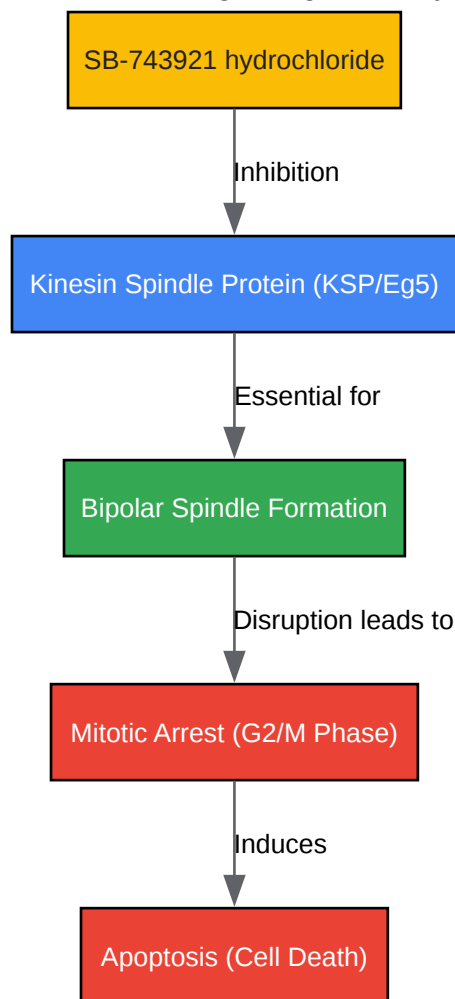 SB-743921 hydrochloride
Inhibition
Kinesin Spindle Protein (KSP/Eg5)
Essential for
Bipolar Spindle Formation
Disruption leads to
Mitotic Arrest (G2/M Phase)
Induces
Apoptosis (Cell Death)